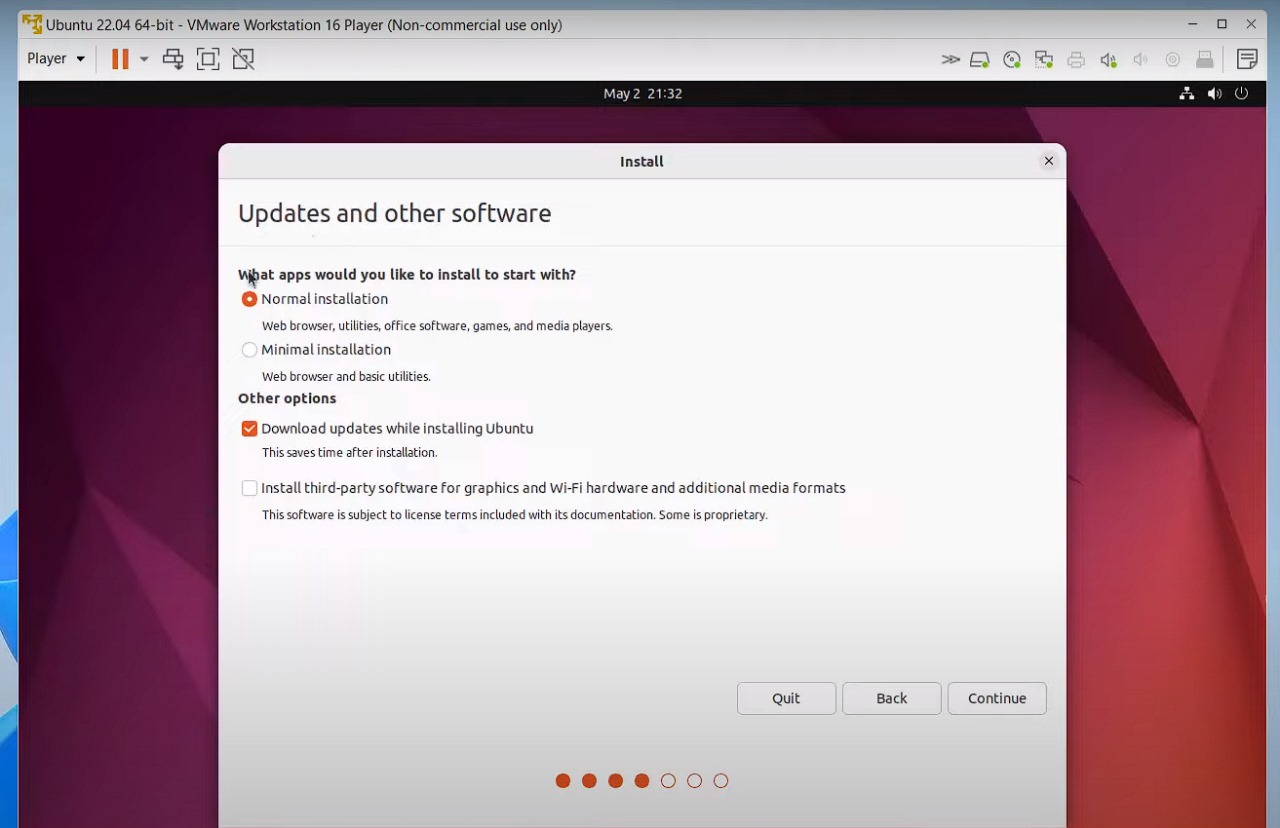 Ubuntu 22.04 64-bit - VMware Workstation 16 Player (Non-commercial use only)
Player
May 2 21:32
Install
Updates and other software
What apps would you like to install to start with?
Normal installation
Web browser, utilities, office software, games, and media players.
Minimal installation
Web browser and basic utilities.
Other options
Download updates while installing Ubuntu
This saves time after installation.
Install third-party software for graphics and Wi-Fi hardware and additional media formats
This software is subject to license terms included with its documentation. Some is proprietary.
Quit Back Continue